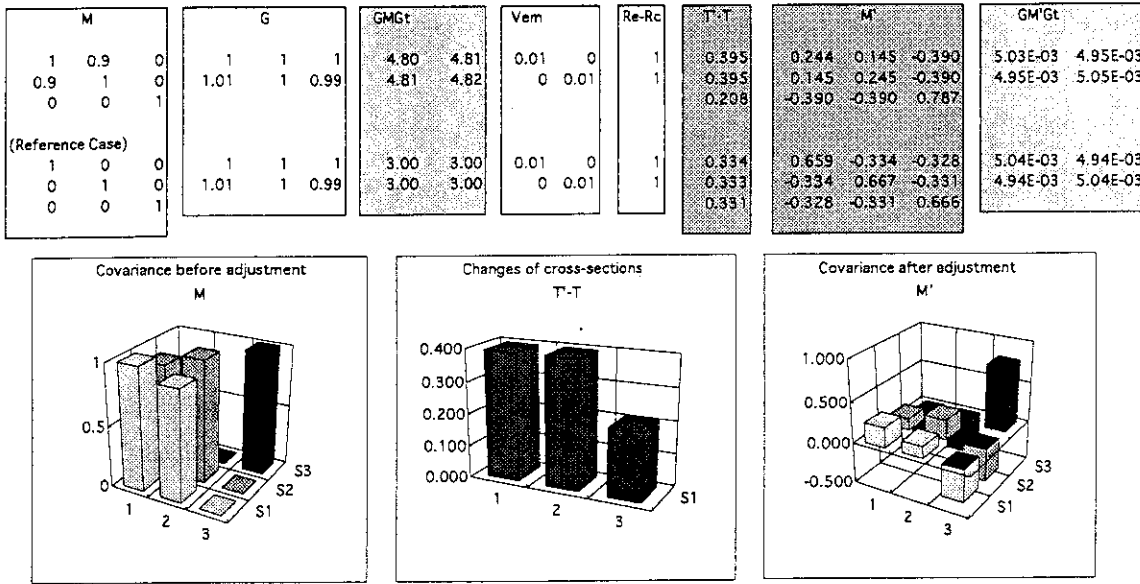 M G GMGt Vem Re-Rc T'-T M' GM'Gt
1 0.9 0 1 1 1 4.80 4.81 0.01 0 1 0.395 0.244 0.145 -0.390 5.03E-03 4.95E-03
0.9 1 0 1.01 1 0.99 4.81 4.82 0 0.01 1 0.395 0.145 0.245 -0.390 4.95E-03 5.05E-03
0 0 1 0.208 -0.390 -0.390 0.787
(Reference Case)
1 0 0 1 1 1 3.00 3.00 0.01 0 1 0.334 0.659 -0.334 -0.328 5.04E-03 4.94E-03
0 1 0 1.01 1 0.99 3.00 3.00 0 0.01 1 0.333 -0.334 0.667 -0.331 4.94E-03 5.04E-03
0 0 1 0.331 -0.328 -0.331 0.666
Covariance before adjustment
M
1
0.5
0
1 2 3
S1 S2 S3
Changes of cross-sections
T'-T
0.400
0.300
0.200
0.100
0.000
1 2 3
S1
Covariance after adjustment
M'
1.000
0.500
0.000
-0.500
1 2 3
S1 S2 S3